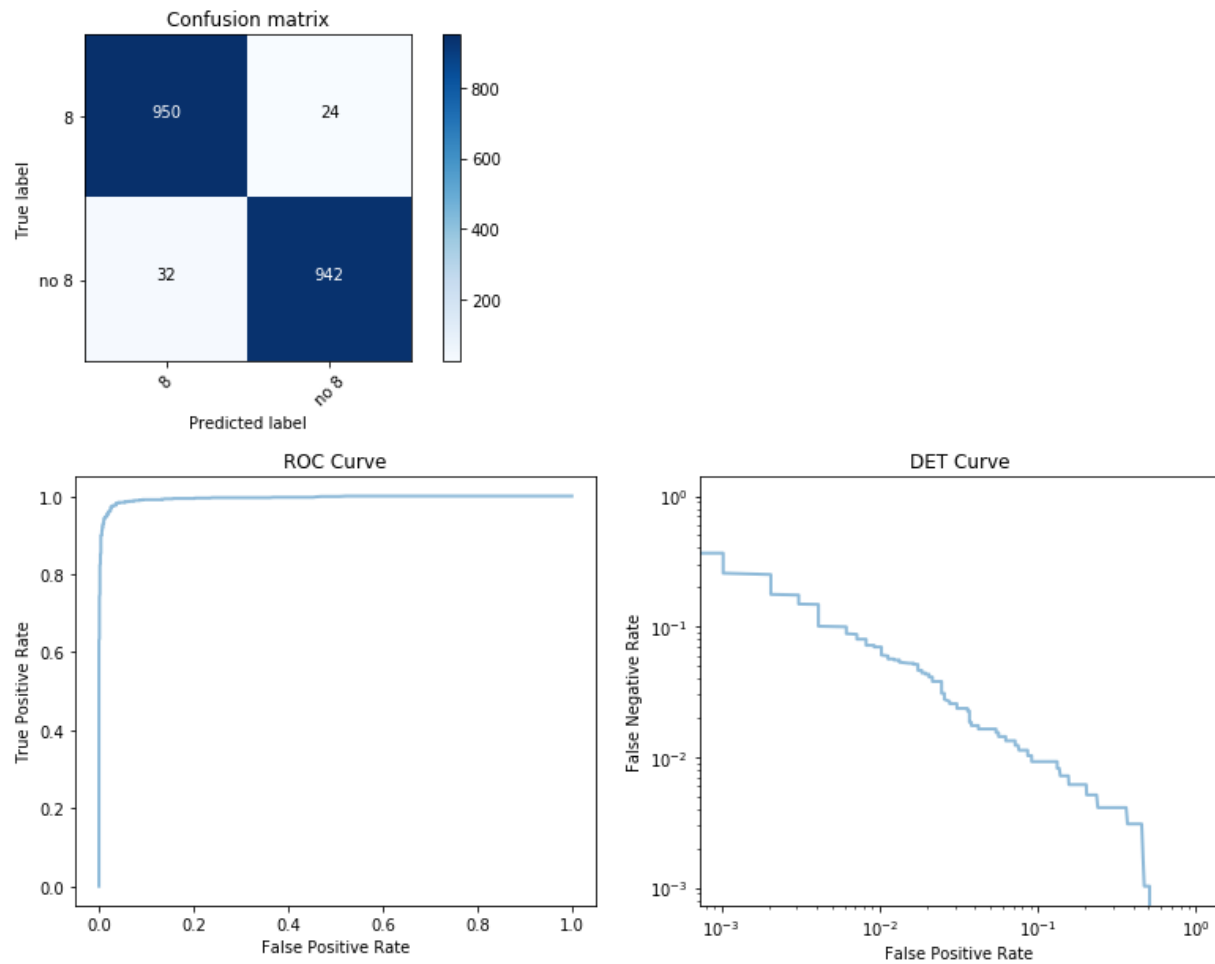 Confusion matrix
True label
8
no 8
950
24
32
942
8
no 8
Predicted label
800
600
400
200
ROC Curve
True Positive Rate
1.0
0.8
0.6
0.4
0.2
0.0
0.0
0.2
0.4
0.6
0.8
1.0
False Positive Rate
DET Curve
False Negative Rate
10⁰
10⁻¹
10⁻²
10⁻³
10⁻³
10⁻²
10⁻¹
10⁰
False Positive Rate